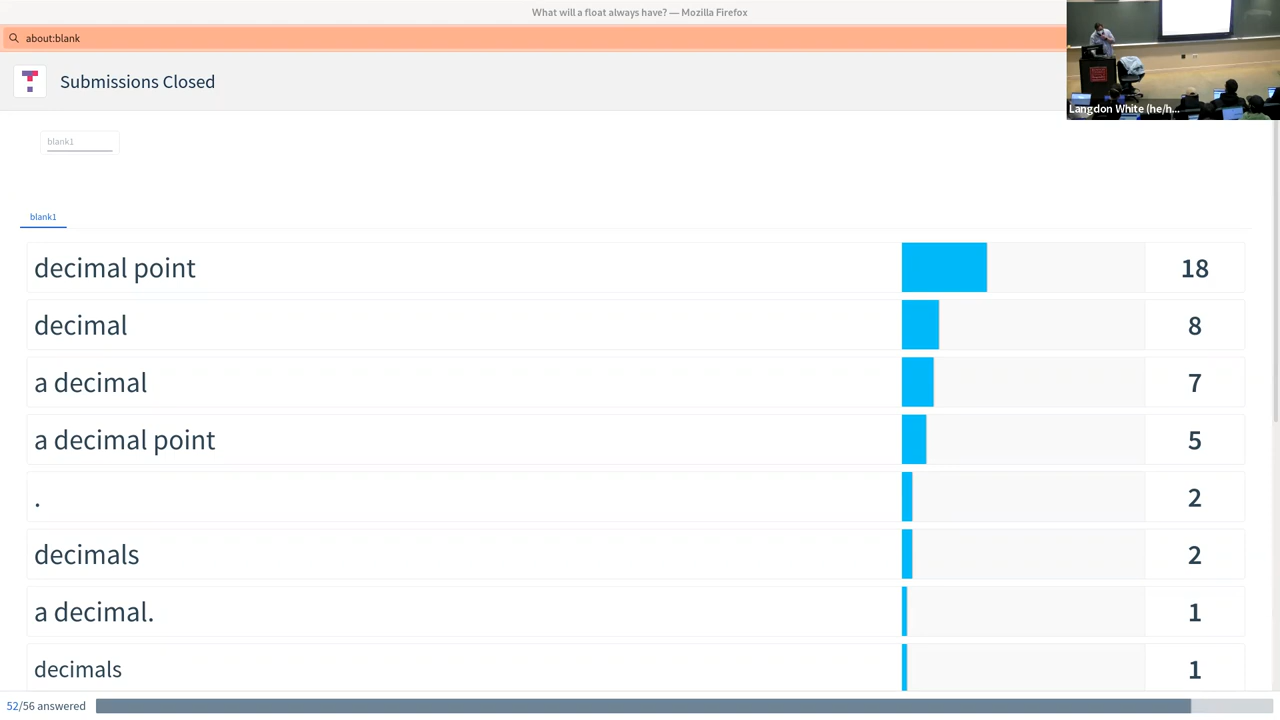 What will a float always have? — Mozilla Firefox
about:blank
Submissions Closed
Langdon White (he/h...
blank1
blank1
decimal point 18
decimal 8
a decimal 7
a decimal point 5
. 2
decimals 2
a decimal. 1
decimals 1
52/56 answered